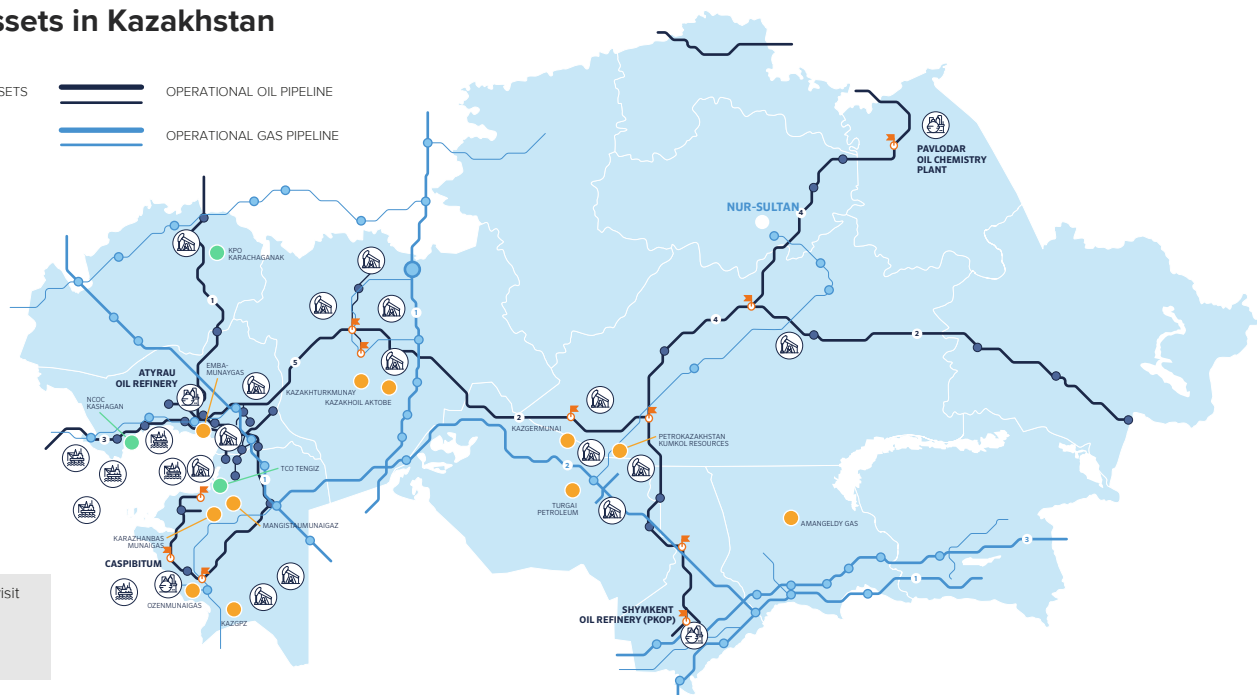 ssets in Kazakhstan
SETS
OPERATIONAL OIL PIPELINE
OPERATIONAL GAS PIPELINE
PAVLODAR
OIL CHEMISTRY
PLANT
NUR-SULTAN
4
KPO
KARACHAGANAK
1
1
4
2
5
EMBA-
MUNAYGAS
ATYRAU
OIL REFINERY
KAZAKHTURKMUNAY
KAZAKHOIL AKTOBE
NCOC
KASHAGAN
2
KAZGERMUNAI
3
PETROKAZAKHSTAN
KUMKOL RESOURCES
2
TCO TENGIZ
1
TURGAI
PETROLEUM
AMANGELDY GAS
MANGISTAUMUNAIGAZ
KARAZHANBAS
MUNAIGAS
3
CASPIBITUM
1
isit
OZENMUNAIGAS
KAZGPZ
SHYMKENT
OIL REFINERY (PKOP)